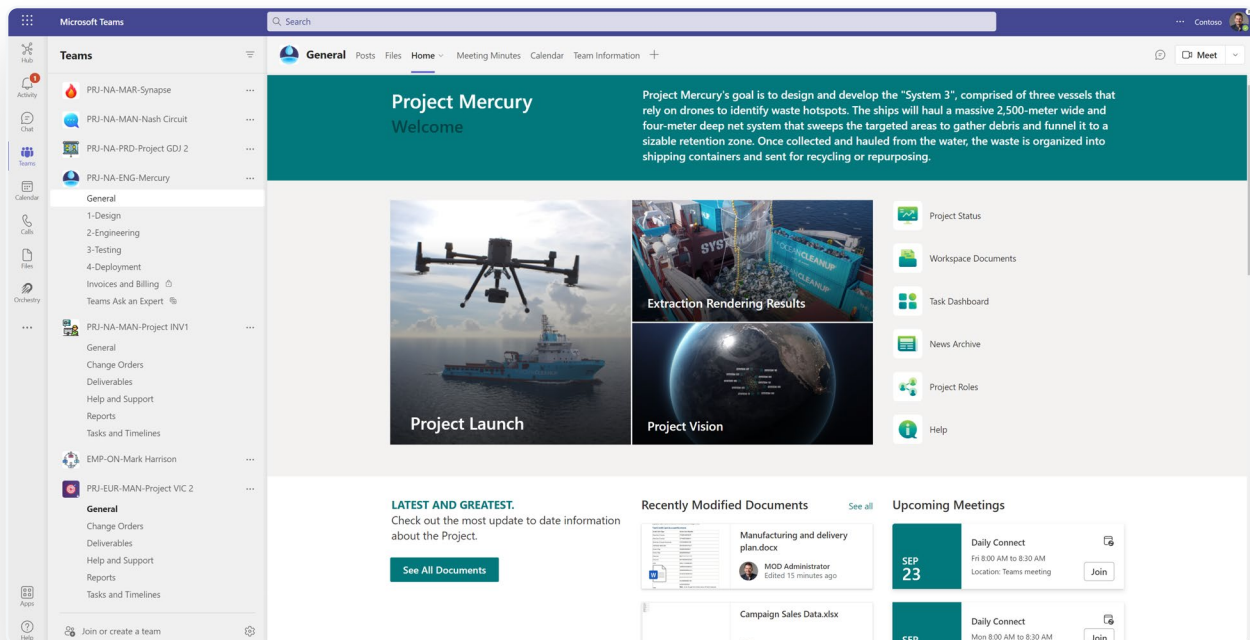 Microsoft Teams
Search
Contoso
Hub
Activity
1
Chat
Teams
Calendar
Calls
Files
Orchestry
Apps
Help
Teams
PRJ-NA-MAR-Synapse
PRJ-NA-MAN-Nash Circuit
PRJ-NA-PRD-Project GDJ 2
PRJ-NA-ENG-Mercury
General
1-Design
2-Engineering
3-Testing
4-Deployment
Invoices and Billing
Teams Ask an Expert
PRJ-NA-MAN-Project INV1
General
Change Orders
Deliverables
Help and Support
Reports
Tasks and Timelines
EMP-ON-Mark Harrison
PRJ-EUR-MAN-Project VIC 2
General
Change Orders
Deliverables
Help and Support
Reports
Tasks and Timelines
Join or create a team
General Posts Files Home Meeting Minutes Calendar Team Information
Meet
Project Mercury
Welcome
Project Mercury's goal is to design and develop the "System 3", comprised of three vessels that
rely on drones to identify waste hotspots. The ships will haul a massive 2,500-meter wide and
four-meter deep net system that sweeps the targeted areas to gather debris and funnel it to a
sizable retention zone. Once collected and hauled from the water, the waste is organized into
shipping containers and sent for recycling or repurposing.
Project Launch
OCEANCLEANUP
Extraction Rendering Results
Project Vision
Project Status
Workspace Documents
Task Dashboard
News Archive
Project Roles
Help
LATEST AND GREATEST.
Check out the most update to date information
about the Project.
See All Documents
Recently Modified Documents
See all
Manufacturing and delivery
plan.docx
MOD Administrator
Edited 15 minutes ago
Campaign Sales Data.xlsx
Upcoming Meetings
SEP
23
Daily Connect
Fri 8:00 AM to 8:30 AM
Location: Teams meeting
Join
SEP
Daily Connect
Mon 8:00 AM to 8:30 AM
Join